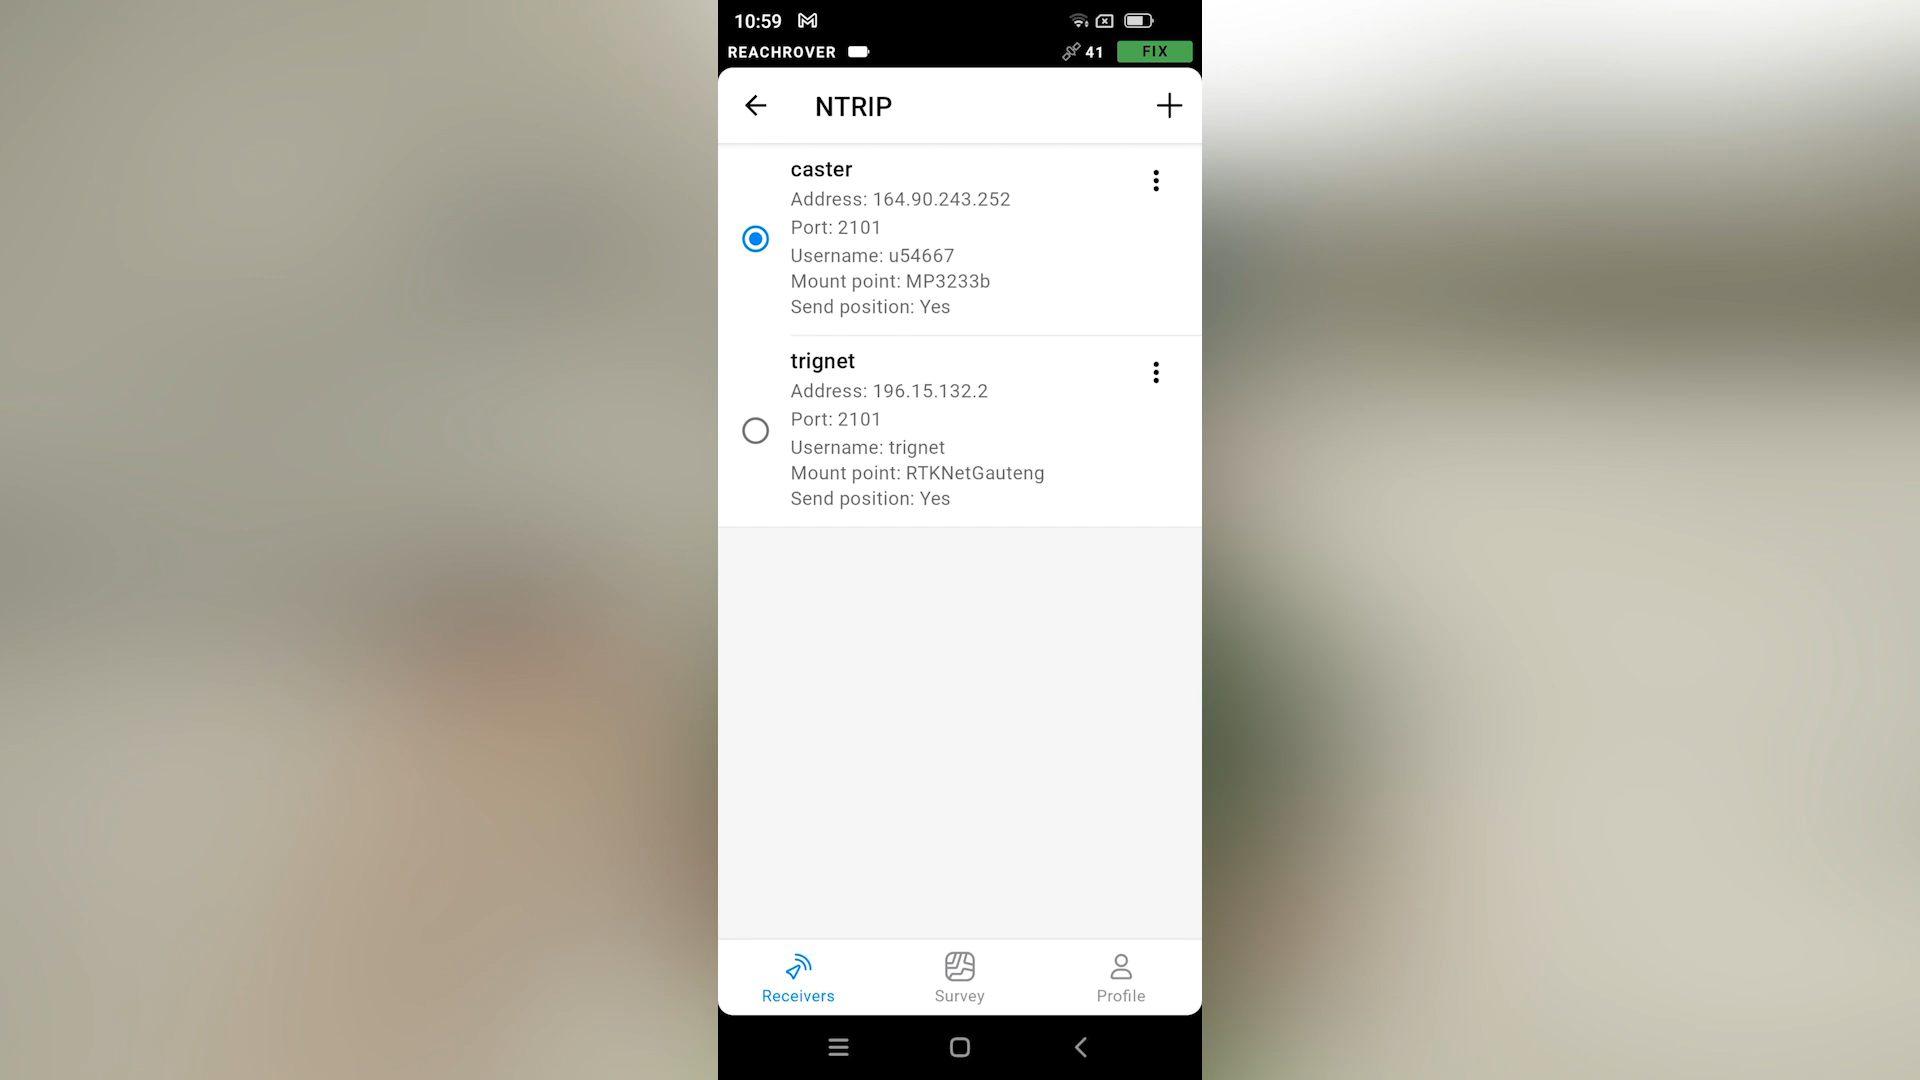 10:59
REACHROVER 41 FIX
NTRIP
caster
Address: 164.90.243.252
Port: 2101
Username: u54667
Mount point: MP3233b
Send position: Yes
trignet
Address: 196.15.132.2
Port: 2101
Username: trignet
Mount point: RTKNetGauteng
Send position: Yes
Receivers Survey Profile